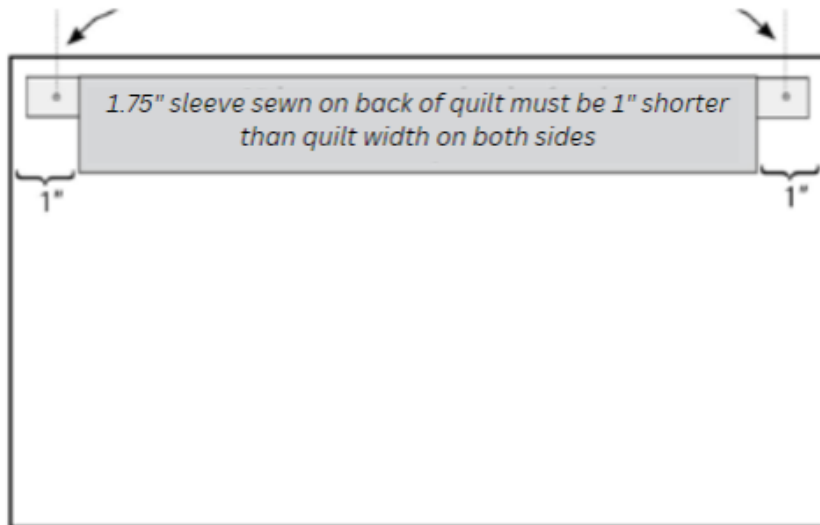 1.75" sleeve sewn on back of quilt must be 1" shorter
than quilt width on both sides
1"
1"